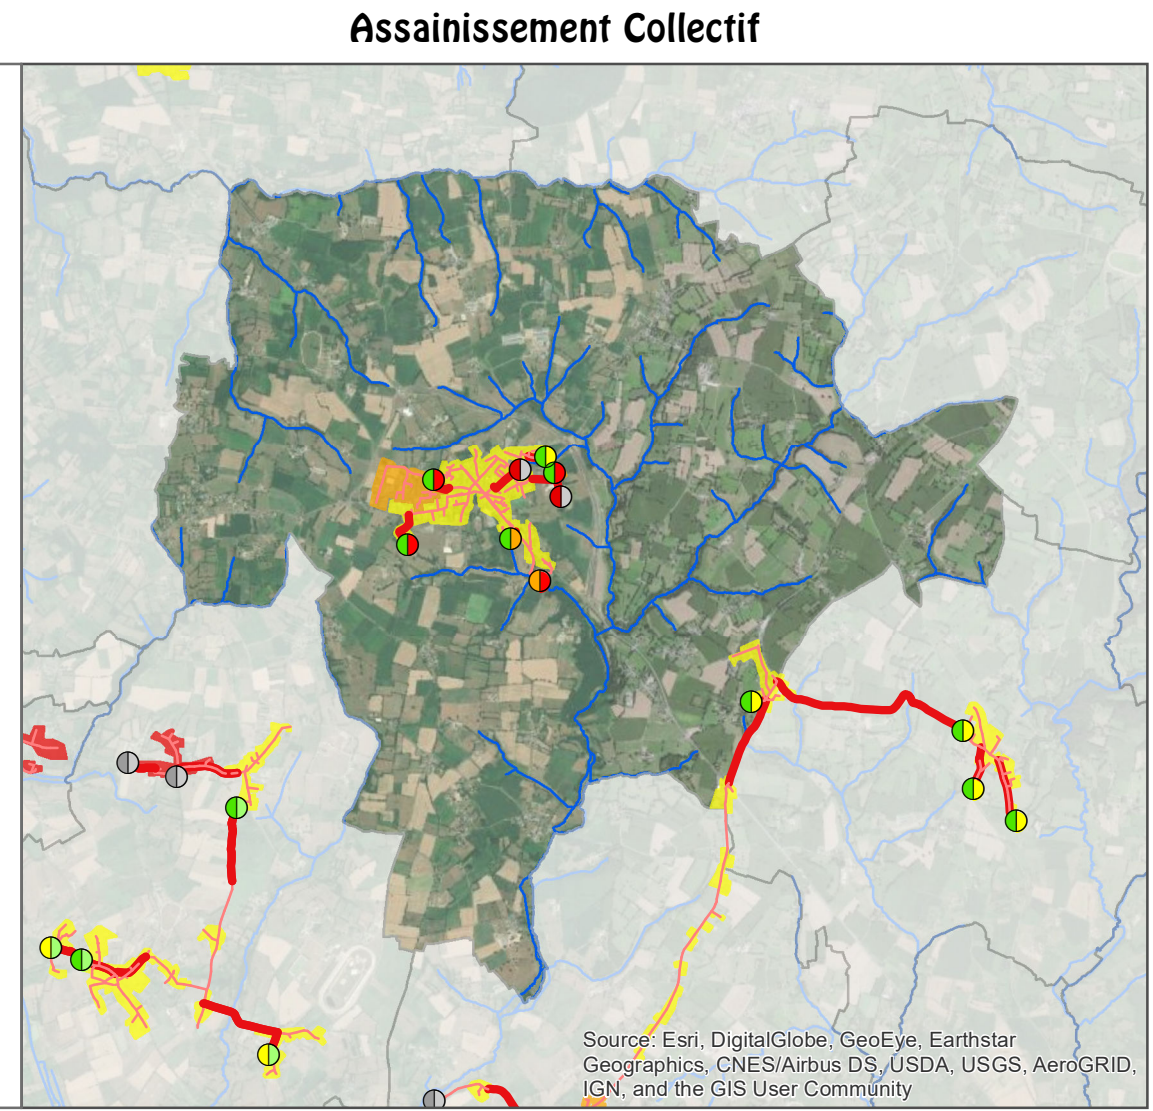 Assainissement Collectif
Source: Esri, DigitalGlobe, GeoEye, Earthstar
Geographics, CNES/Airbus DS, USDA, USGS, AeroGRID,
IGN, and the GIS User Community